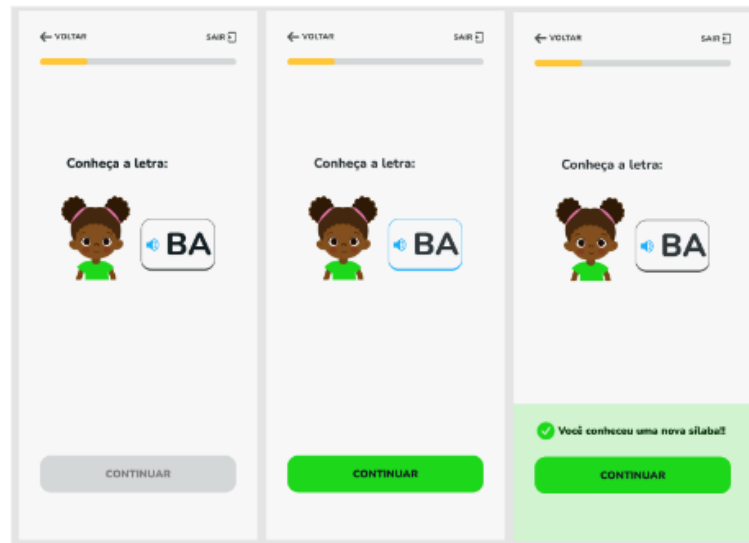 VOLTAR SAIR
Conheça a letra:
BA
CONTINUAR
VOLTAR SAIR
Conheça a letra:
BA
CONTINUAR
VOLTAR SAIR
Conheça a letra:
BA
Você conheceu uma nova sílaba!!
CONTINUAR